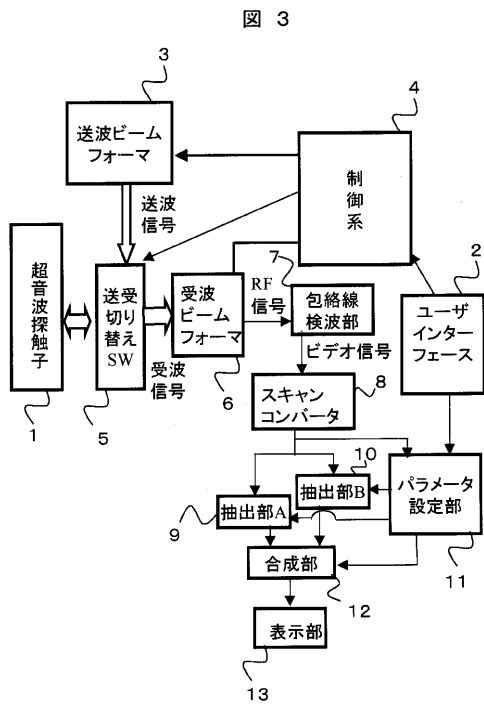 図 3
3
送波ビーム
フォーマ
4
制御系
送波
信号
2
ユーザ
インター
フェース
超音波探触子
1
送受
切り
替え
SW
5
受波
信号
受波
ビーム
フォーマ
6
RF
信号
7
包絡線
検波部
ビデオ信号
8
スキャン
コンバータ
10
抽出部B
9
抽出部A
パラメータ
設定部
11
合成部
12
表示部
13